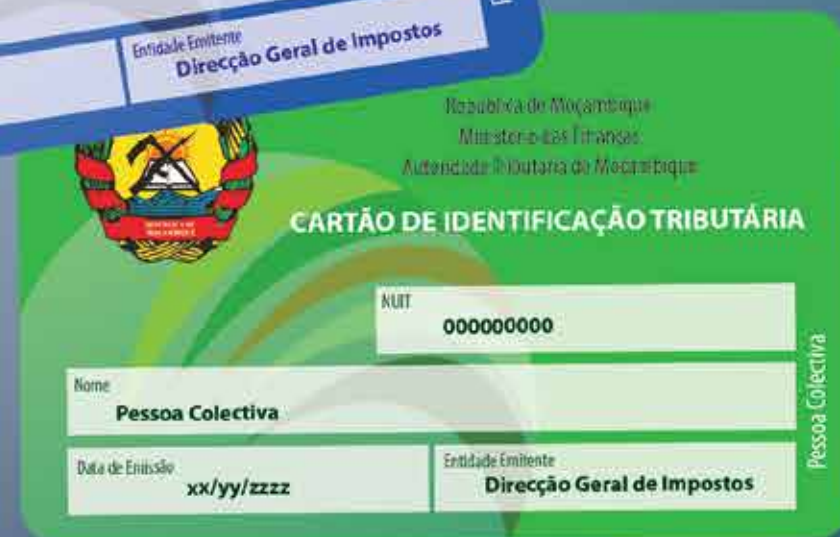 Entidade Emitente
Direcção Geral de Impostos
República de Moçambique
Ministério das Finanças
Autoridade Tributária de Moçambique
CARTÃO DE IDENTIFICAÇÃO TRIBUTÁRIA
NUIT
000000000
Nome
Pessoa Colectiva
Data de Emissão
xx/yy/zzzz
Entidade Emitente
Direcção Geral de Impostos
Pessoa Colectiva